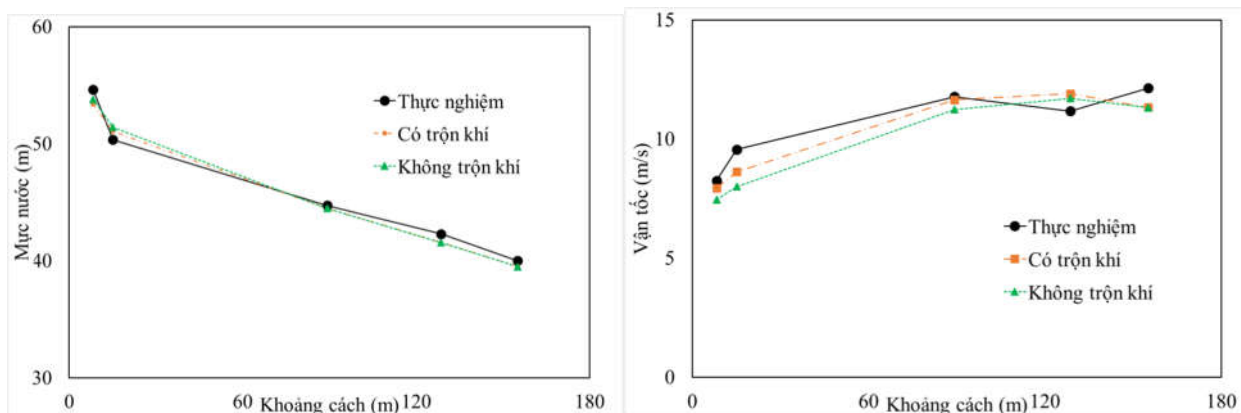 60
50
40
30
Mực nước (m)
Thực nghiệm
Có trộn khí
Không trộn khí
0
60
120
180
Khoảng cách (m)
15
10
5
0
Vận tốc (m/s)
Thực nghiệm
Có trộn khí
Không trộn khí
0
60
120
180
Khoảng cách (m)